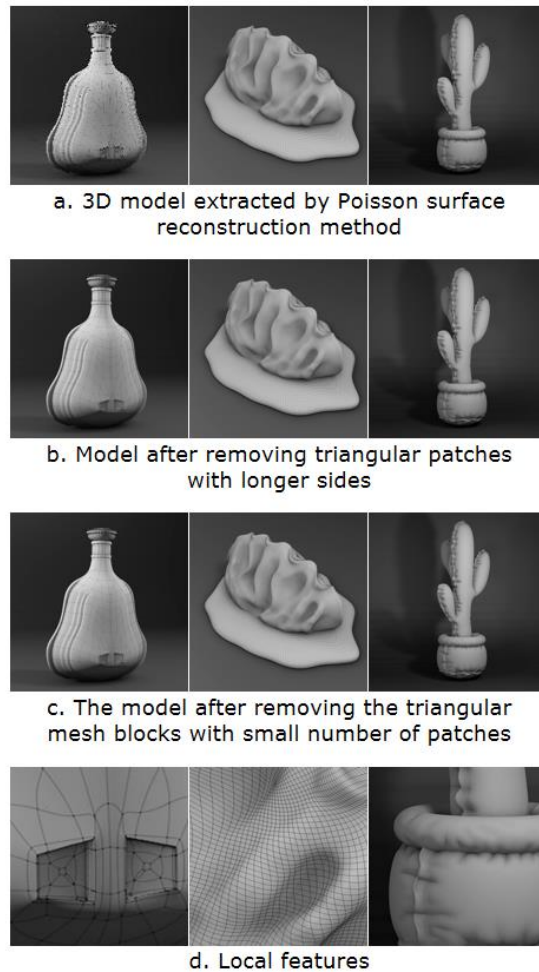 a. 3D model extracted by Poisson surface
reconstruction method
b. Model after removing triangular patches
with longer sides
c. The model after removing the triangular
mesh blocks with small number of patches
d. Local features